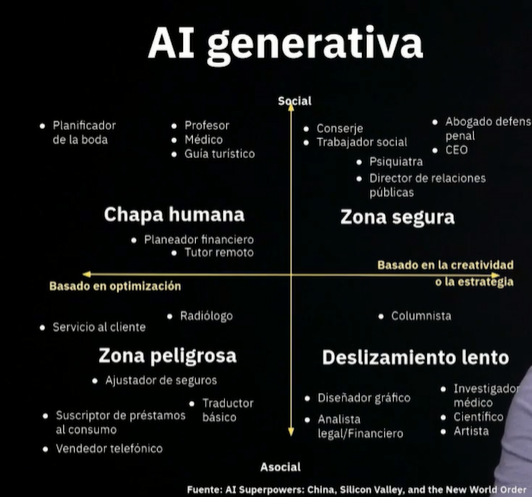 AI generativa
Social
Planificador
de la boda
Profesor
Médico
Guía turístico
Conserje
Trabajador social
Abogado defens
penal
CEO
Psiquiatra
Director de relaciones
públicas
Chapa humana
Zona segura
Planeador financiero
Tutor remoto
Basado en la creatividad
o la estrategia
Basado en optimización
Radiólogo
Servicio al cliente
Columnista
Zona peligrosa
Deslizamiento lento
Ajustador de seguros
Traductor
básico
Suscriptor de préstamos
al consumo
Vendedor telefónico
Diseñador gráfico
Analista
legal/Financiero
Investigador
médico
Científico
Artista
Asocial
Fuente: AI Superpowers: China, Silicon Valley, and the New World Order